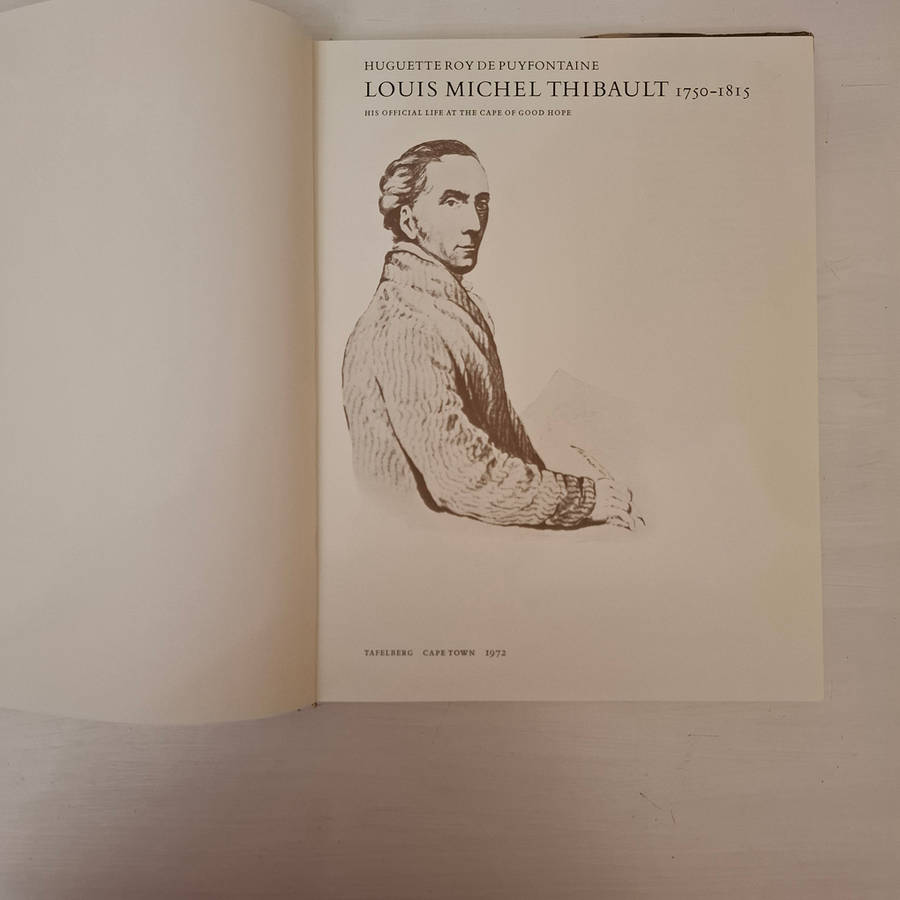 HUGUETTE ROY DE PUYFONTAINE
LOUIS MICHEL THIBAULT 1750–1815
HIS OFFICIAL LIFE AT THE CAPE OF GOOD HOPE
TAFELBERG CAPE TOWN 1972